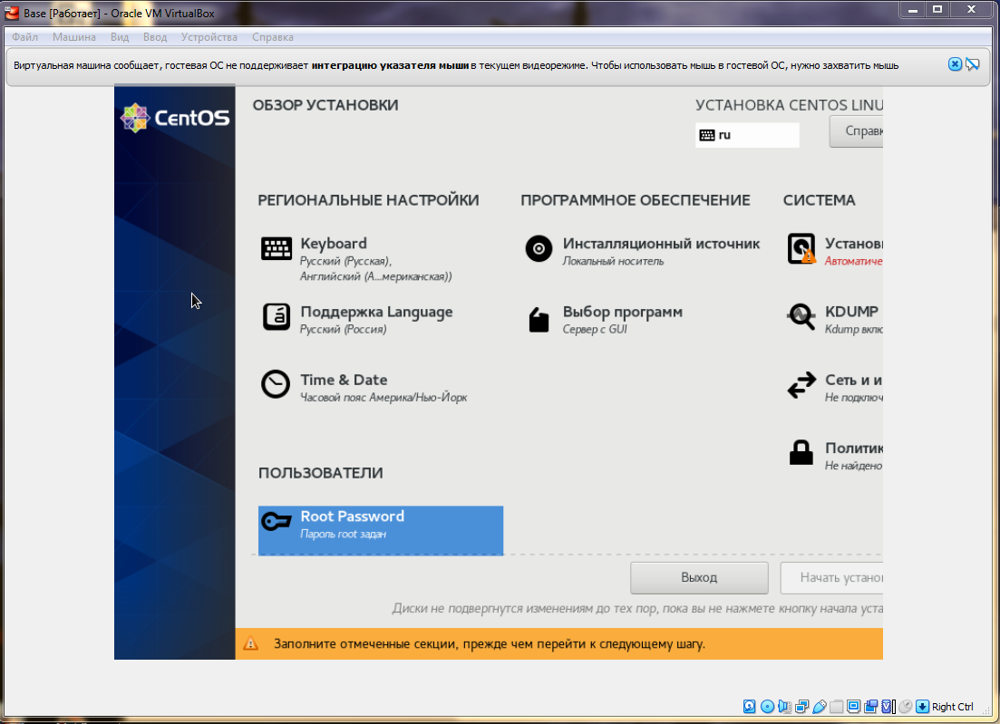 Base [Работает] - Oracle VM VirtualBox
Файл Машина Вид Ввод Устройства Справка
Виртуальная машина сообщает, гостевая ОС не поддерживает интеграцию указателя мыши в текущем видеорежиме. Чтобы использовать мышь в гостевой ОС, нужно захватить мышь
CentOS
ОБЗОР УСТАНОВКИ
УСТАНОВКА CENTOS LINU
ru
Справк
РЕГИОНАЛЬНЫЕ НАСТРОЙКИ
Keyboard
Русский (Русская),
Английский (А...мериканская))
Поддержка Language
Русский (Россия)
Time & Date
Часовой пояс Америка/Нью-Йорк
ПРОГРАММНОЕ ОБЕСПЕЧЕНИЕ
Инсталляционный источник
Локальный носитель
Выбор программ
Сервер с GUI
СИСТЕМА
Установ
Автоматиче
KDUMP
Kdump вклю
Сеть и и
Не подключ
Политик
Не найдено
ПОЛЬЗОВАТЕЛИ
Root Password
Пароль root задан
Выход
Начать установ
Диски не подвергнутся изменениям до тех пор, пока вы не нажмете кнопку начала уста
Заполните отмеченные секции, прежде чем перейти к следующему шагу.
Right Ctrl